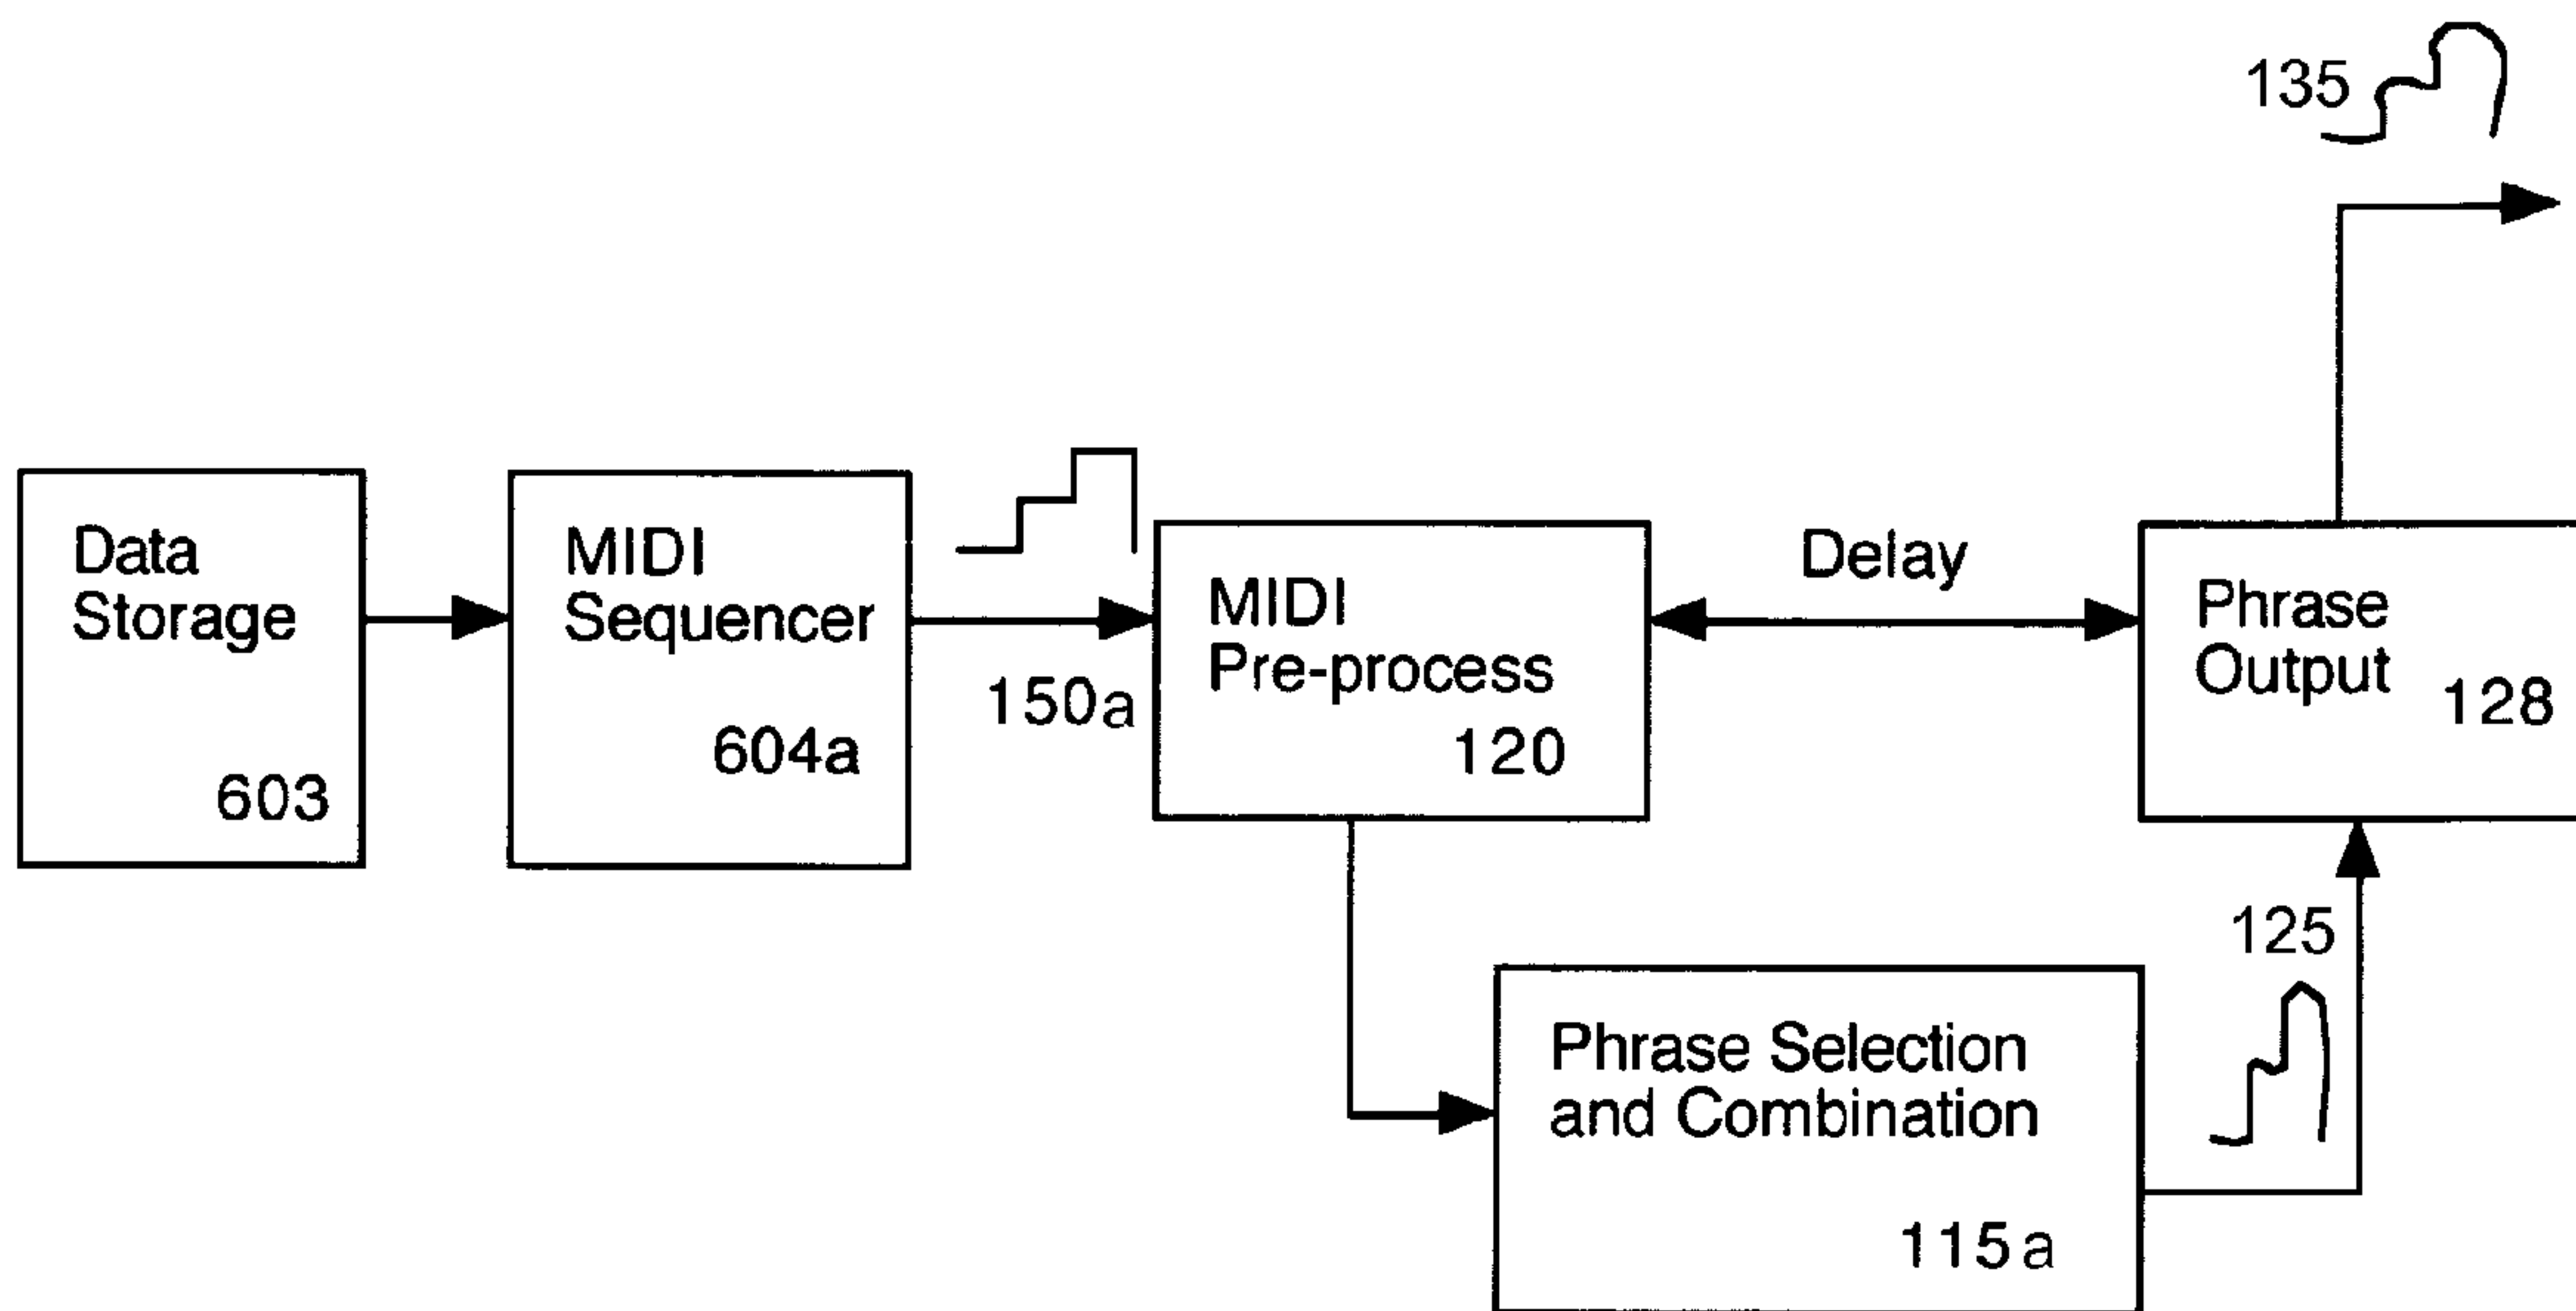 135
Data
Storage
603
MIDI
Sequencer
604a
150a
MIDI
Pre-process
120
Delay
Phrase
Output
128
125
Phrase Selection
and Combination
115a